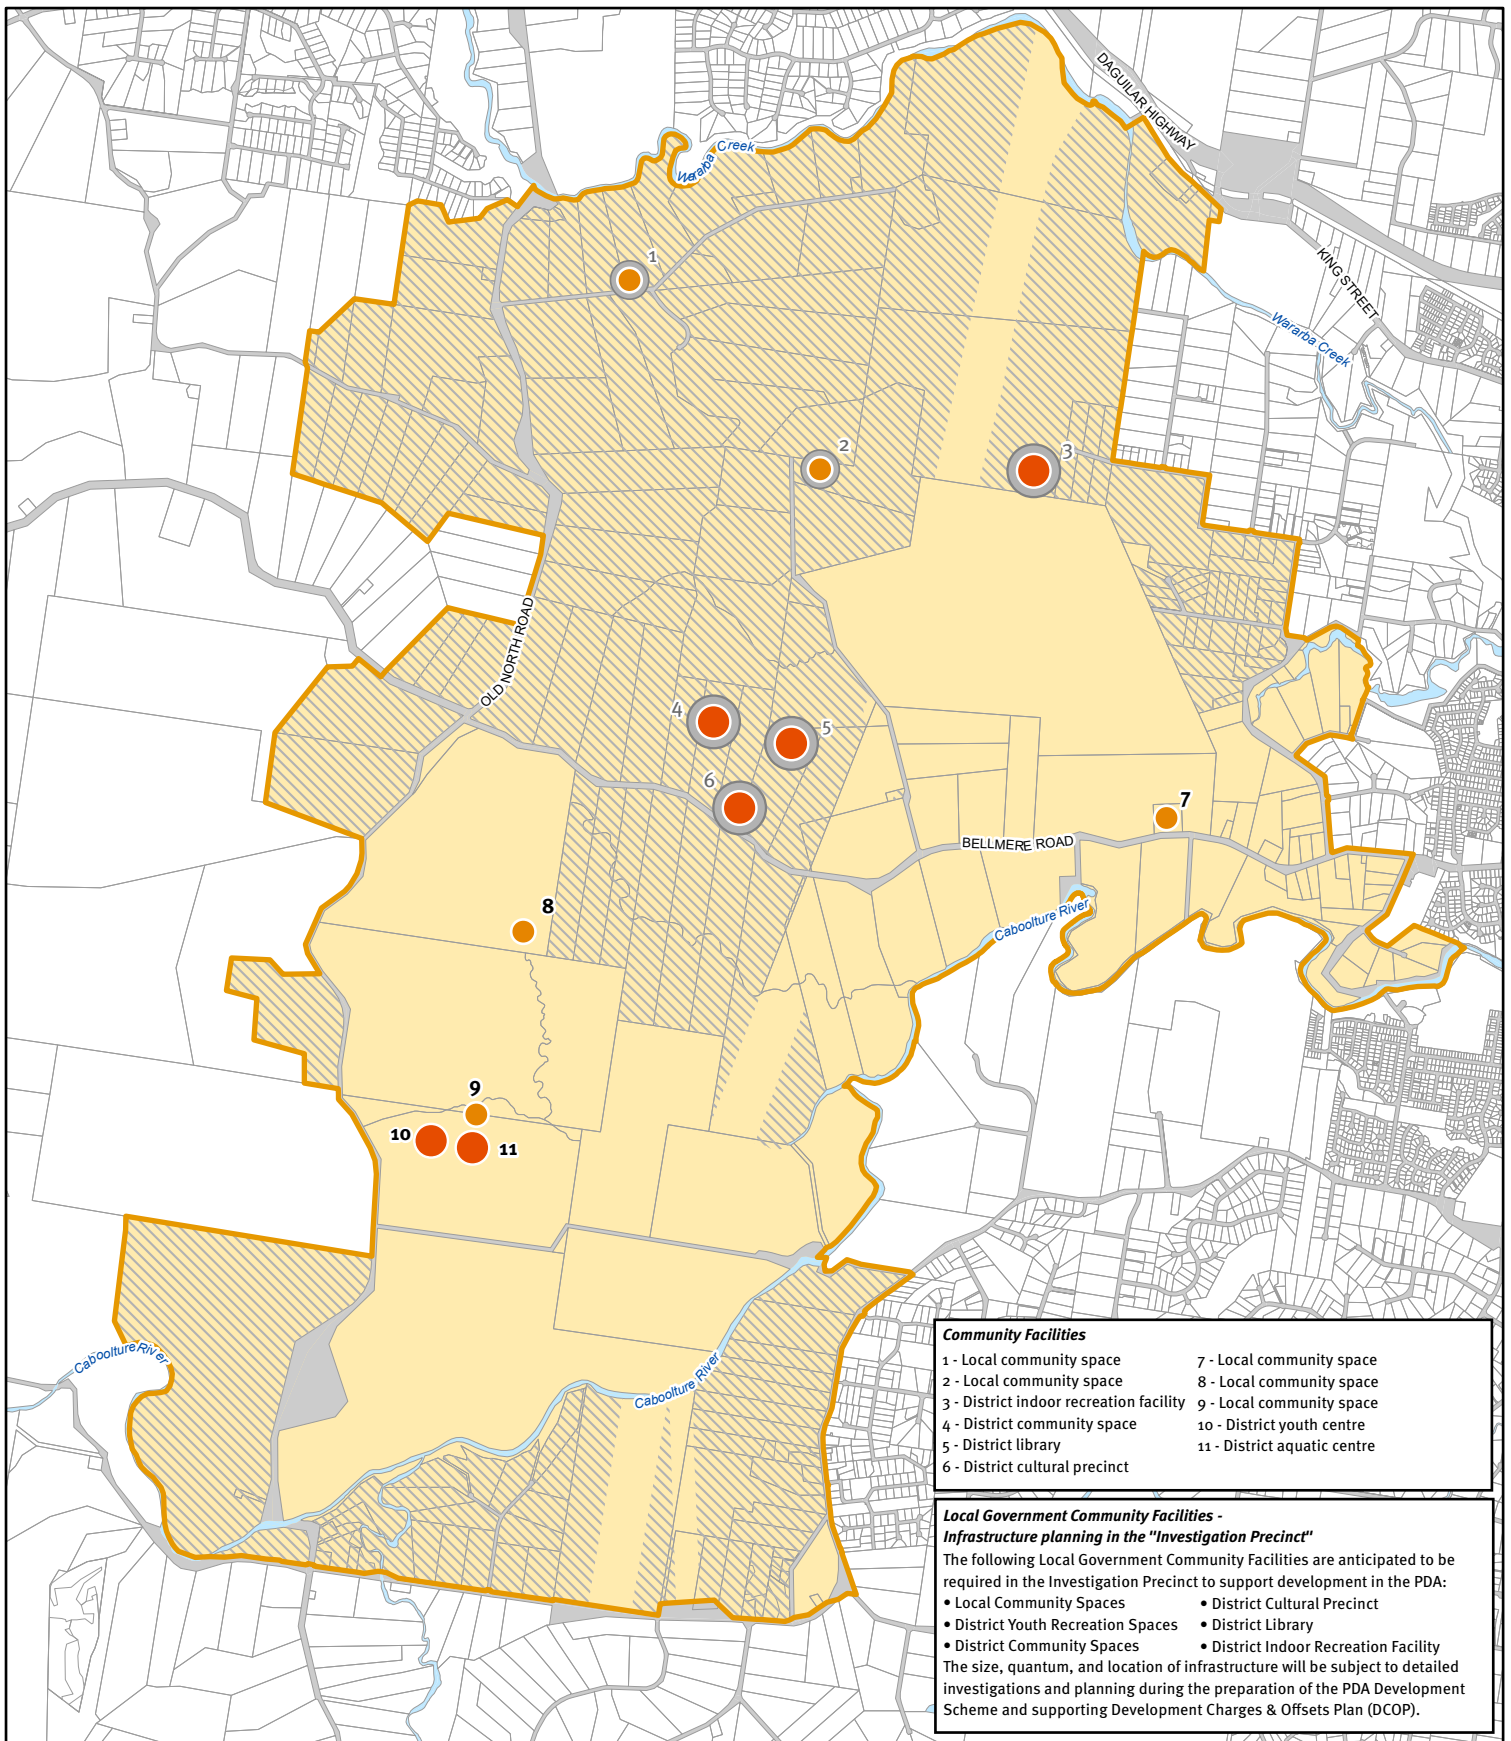 DAGUILAR HIGHWAY
Wararba Creek
1
KING STREET
Wararba Creek
2
3
OLD NORTH ROAD
4
5
6
7
BELLMERE ROAD
8
Caboolture River
9
10
11
Caboolture River
Caboolture River
Community Facilities
1 - Local community space
2 - Local community space
3 - District indoor recreation facility
4 - District community space
5 - District library
6 - District cultural precinct
7 - Local community space
8 - Local community space
9 - Local community space
10 - District youth centre
11 - District aquatic centre
Local Government Community Facilities -
Infrastructure planning in the "Investigation Precinct"
The following Local Government Community Facilities are anticipated to be
required in the Investigation Precinct to support development in the PDA:
• Local Community Spaces
• District Youth Recreation Spaces
• District Community Spaces
• District Cultural Precinct
• District Library
• District Indoor Recreation Facility
The size, quantum, and location of infrastructure will be subject to detailed
investigations and planning during the preparation of the PDA Development
Scheme and supporting Development Charges & Offsets Plan (DCOP).